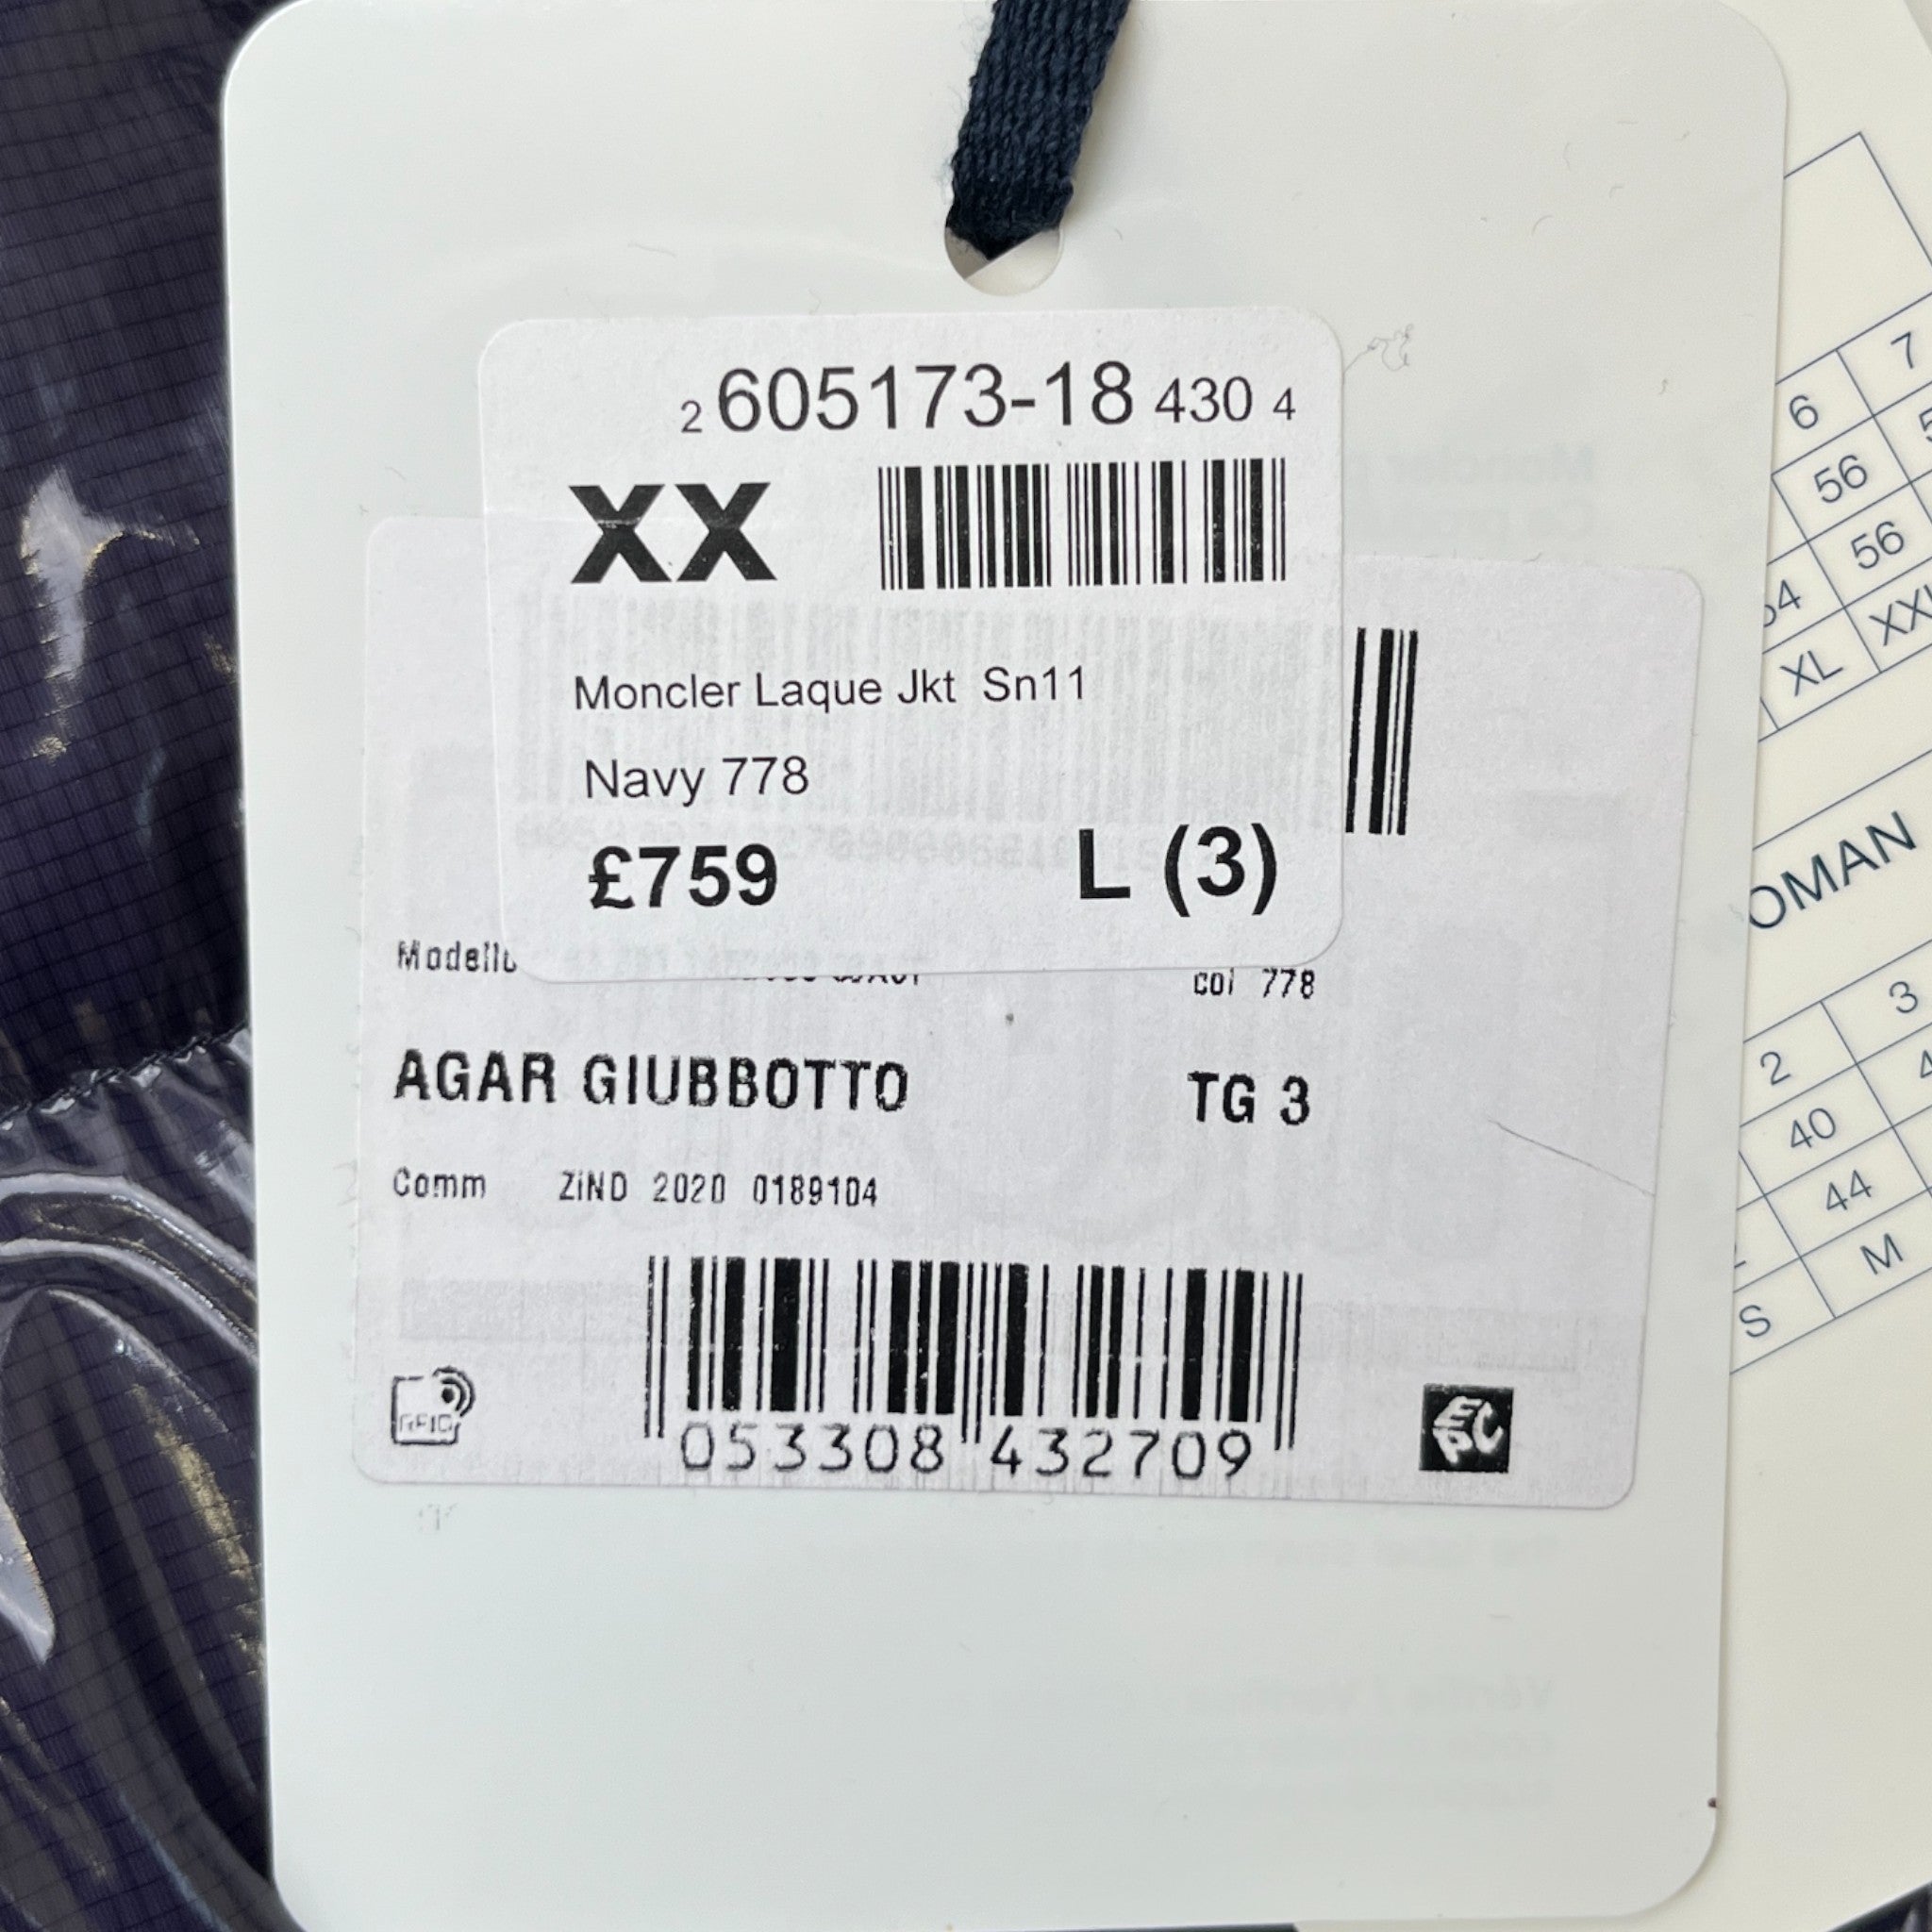 2 605173-18 430 4
XX
Moncler Laque Jkt Sn11
Navy 778
£759 L (3)
col 778
AGAR GIUBBOTTO TG 3
Comm ZiND 2020 0189104
RFID
053308 432709
6 7
56
56
XL
2 3
40
44
S M